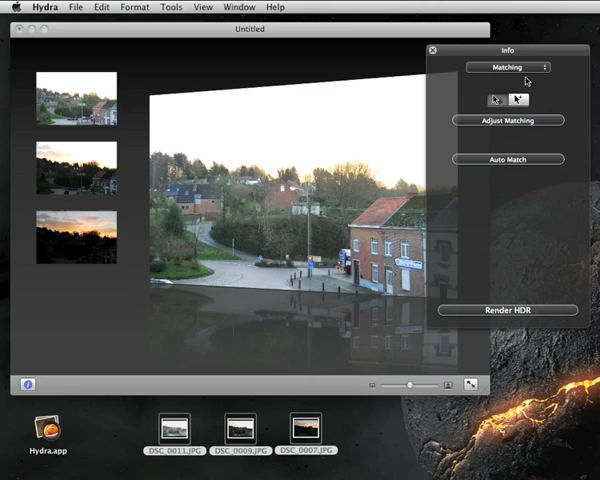 Hydra File Edit Format Tools View Window Help
Untitled
Info
Matching
Adjust Matching
Auto Match
Render HDR
Hydra.app
DSC_0011.JPG
DSC_0009.JPG
DSC_0007.JPG